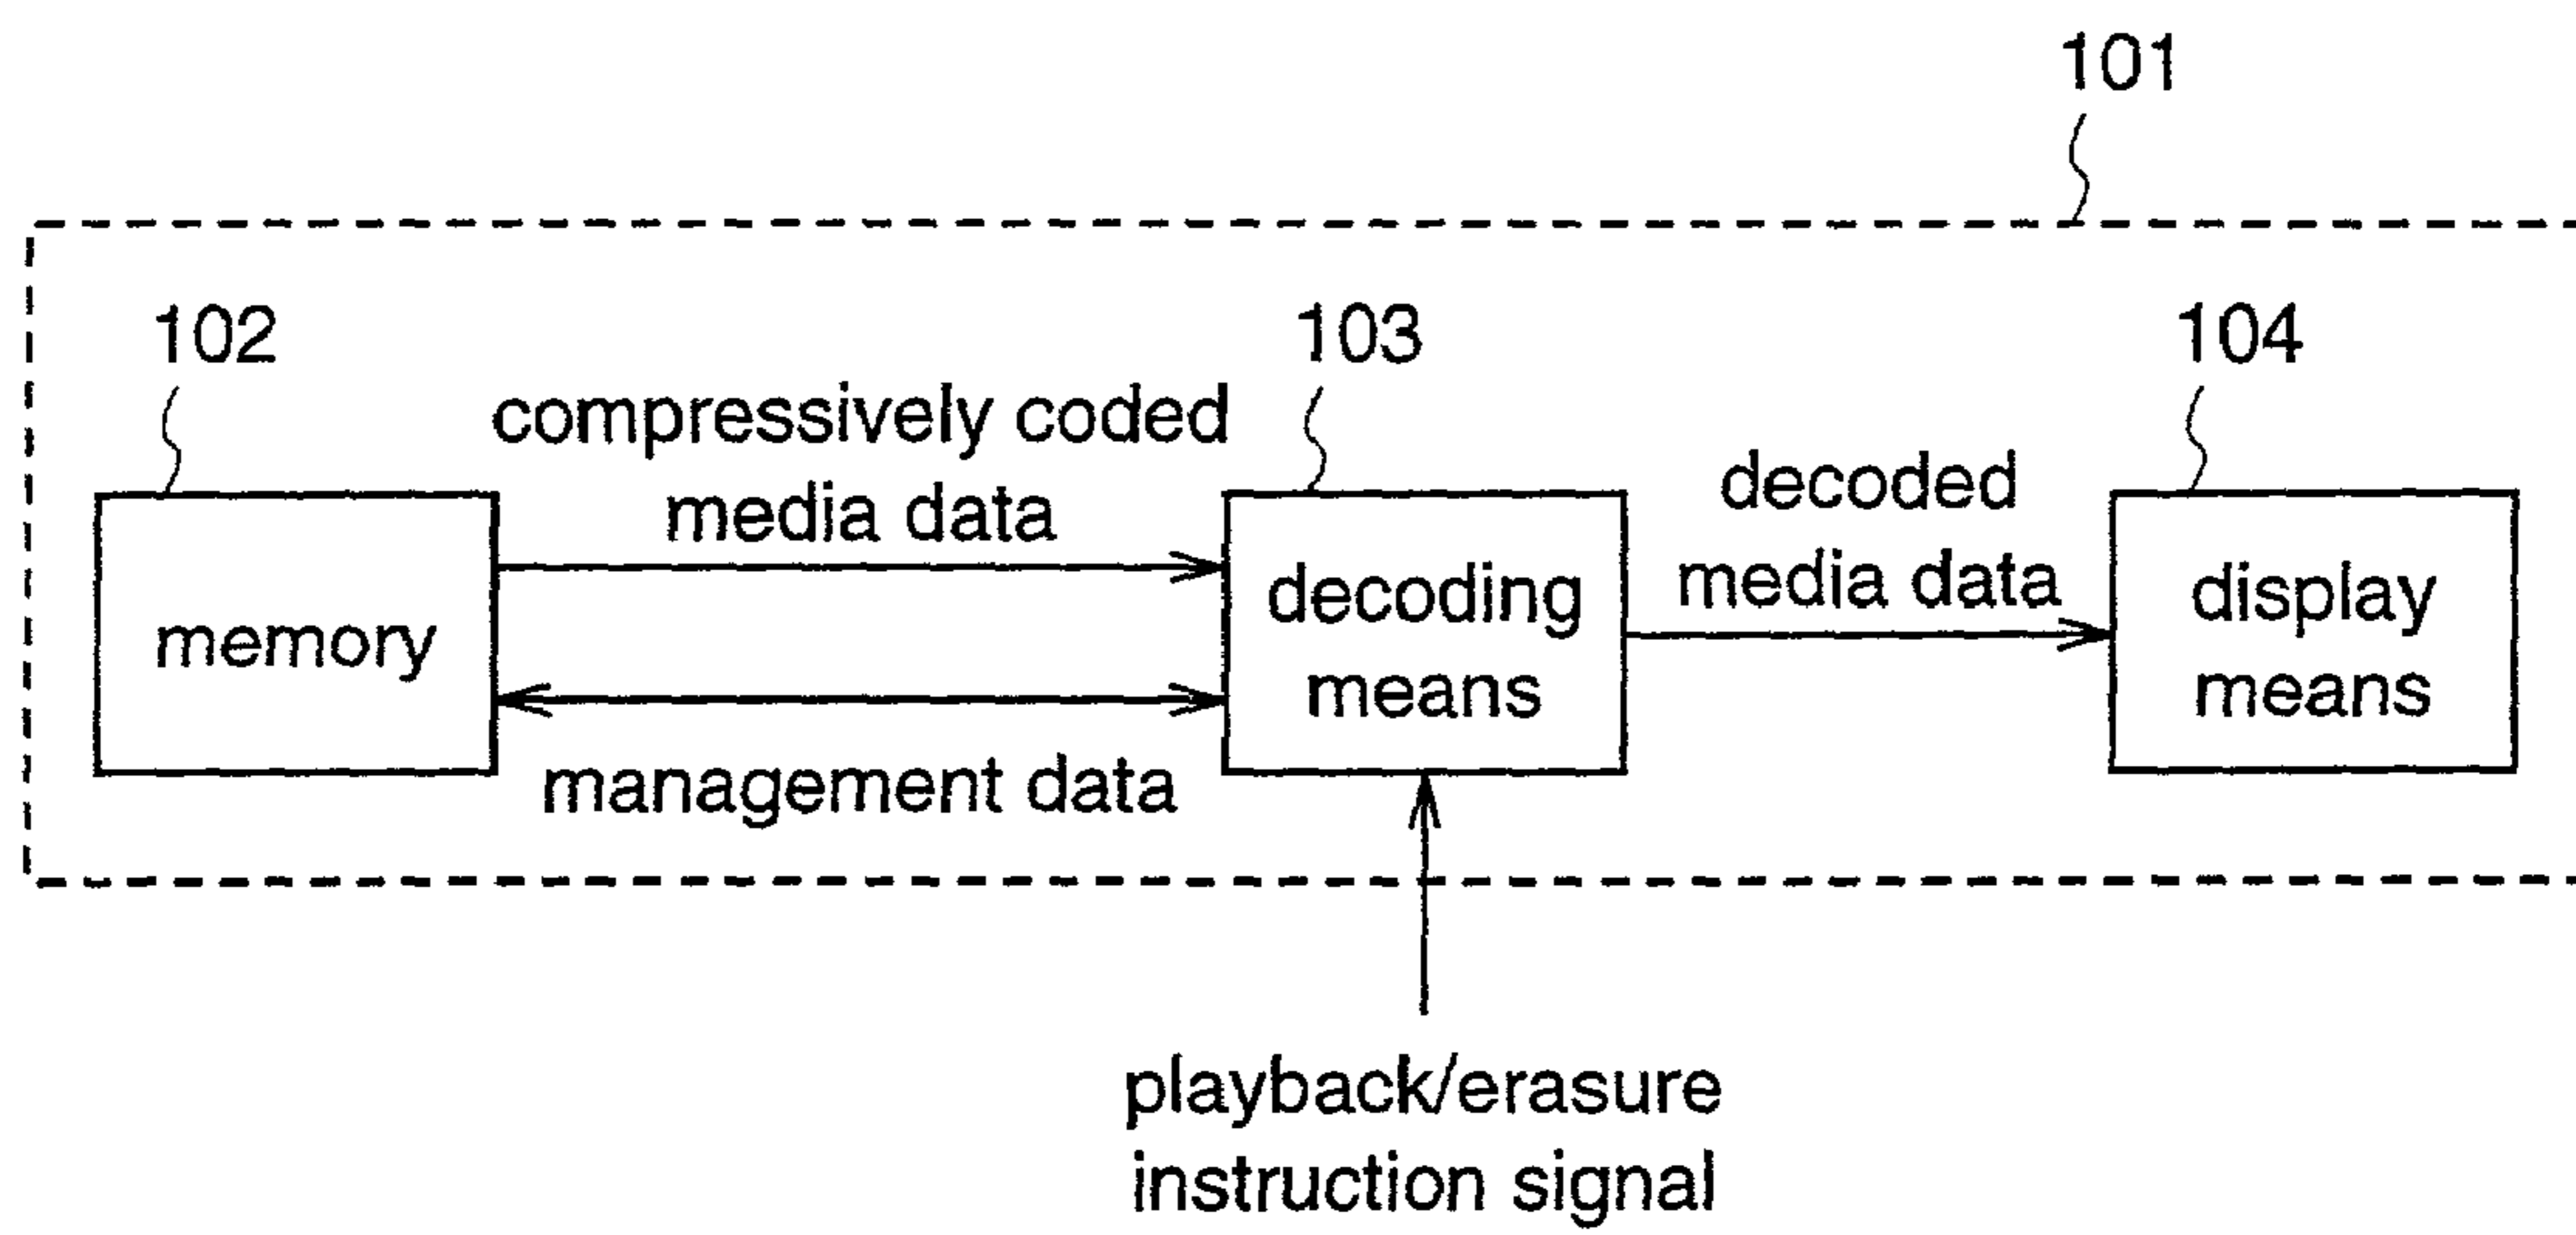 101
102
103
104
compressively coded
media data
decoded
media data
memory
decoding
means
display
means
management data
playback/erasure
instruction signal